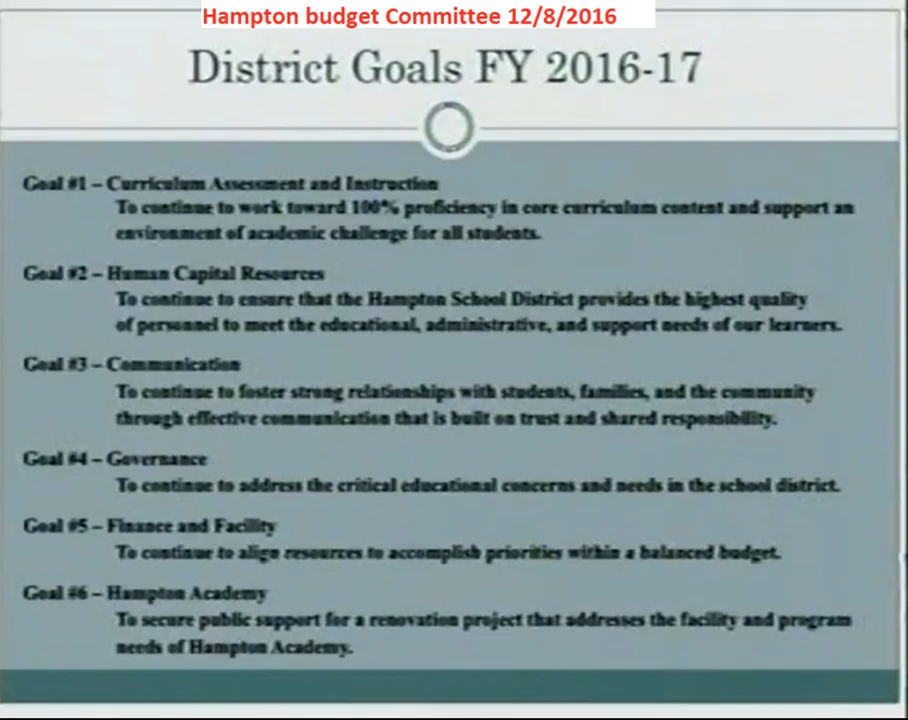 Hampton budget Committee 12/8/2016
District Goals FY 2016-17
Goal #1 – Curriculum Assessment and Instruction
To continue to work toward 100% proficiency in core curriculum content and support an
environment of academic challenge for all students.
Goal #2 – Human Capital Resources
To continue to ensure that the Hampton School District provides the highest quality
of personnel to meet the educational, administrative, and support needs of our learners.
Goal #3 – Communication
To continue to foster strong relationships with students, families, and the community
through effective communication that is built on trust and shared responsibility.
Goal #4 – Governance
To continue to address the critical educational concerns and needs in the school district.
Goal #5 – Finance and Facility
To continue to align resources to accomplish priorities within a balanced budget.
Goal #6 – Hampton Academy
To secure public support for a renovation project that addresses the facility and program
needs of Hampton Academy.